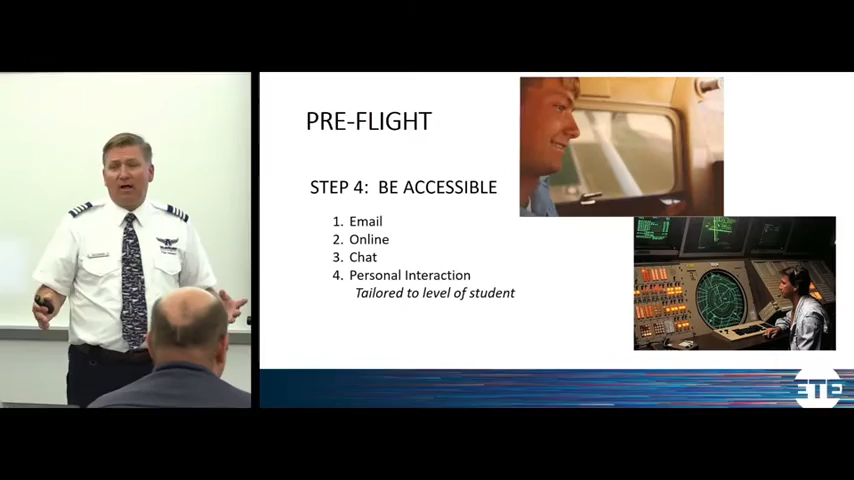 PRE-FLIGHT
STEP 4: BE ACCESSIBLE
1. Email
2. Online
3. Chat
4. Personal Interaction
Tailored to level of student
ETE